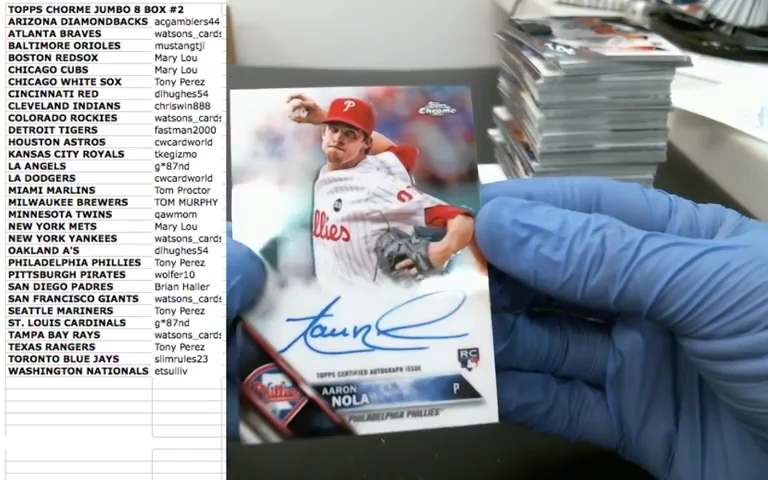 TOPPS CHORME JUMBO 8 BOX #2
ARIZONA DIAMONDBACKS acgamblers44
ATLANTA BRAVES watsons_cards
BALTIMORE ORIOLES mustangtji
BOSTON REDSOX Mary Lou
CHICAGO CUBS Mary Lou
CHICAGO WHITE SOX Tony Perez
CINCINNATI RED dlhughes54
CLEVELAND INDIANS chriswin888
COLORADO ROCKIES watsons_cards
DETROIT TIGERS fastman2000
HOUSTON ASTROS cwcardworld
KANSAS CITY ROYALS tkegizmo
LA ANGELS g*87nd
LA DODGERS cwcardworld
MIAMI MARLINS Tom Proctor
MILWAUKEE BREWERS TOM MURPHY
MINNESOTA TWINS qawmom
NEW YORK METS Mary Lou
NEW YORK YANKEES watsons_cards
OAKLAND A'S dlhughes54
PHILADELPHIA PHILLIES Tony Perez
PITTSBURGH PIRATES wolfer10
SAN DIEGO PADRES Brian Haller
SAN FRANCISCO GIANTS watsons_cards
SEATTLE MARINERS Tony Perez
ST. LOUIS CARDINALS g*87nd
TAMPA BAY RAYS watsons_cards
TEXAS RANGERS Tony Perez
TORONTO BLUE JAYS slimrules23
WASHINGTON NATIONALS etsulliv
Topps
Chrome
P
Phillies
2
RC
TOPPS CERTIFIED AUTOGRAPH ISSUE
AARON
NOLA
P
Phillies
PHILADELPHIA PHILLIES